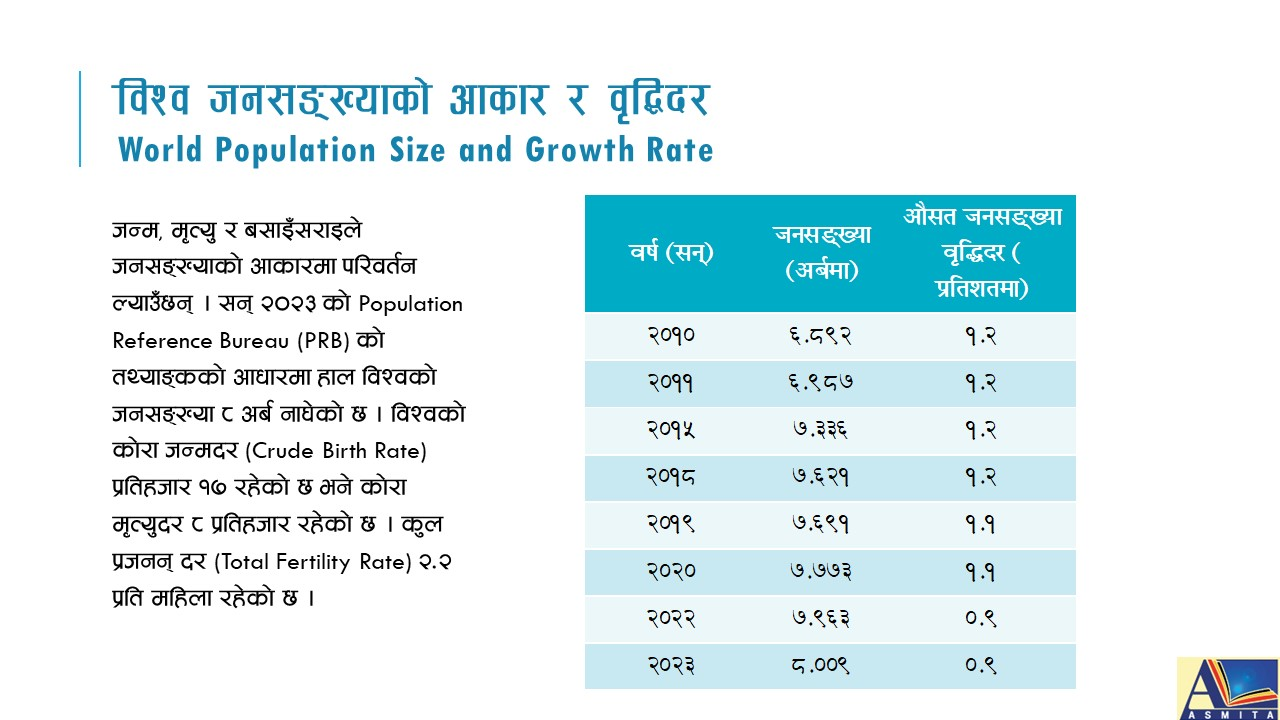 विश्व जनसङ्ख्याको आकार र वृद्धिदर
World Population Size and Growth Rate
जन्म, मृत्यु र बसाइँसराइले
जनसङ्ख्याको आकारमा परिवर्तन
ल्याउँछन् । सन् २०२३ को Population
Reference Bureau (PRB) को
तथ्याङ्कको आधारमा हाल विश्वको
जनसङ्ख्या ८ अर्ब नाघेको छ । विश्वको
कोरा जन्मदर (Crude Birth Rate)
प्रतिहजार १७ रहेको छ भने कोरा
मृत्युदर ८ प्रतिहजार रहेको छ । कुल
प्रजनन् दर (Total Fertility Rate) २.२
प्रति महिला रहेको छ ।
वर्ष (सन्) जनसङ्ख्या (अर्बमा) औसत जनसङ्ख्या वृद्धिदर ( प्रतिशतमा)
२०१० ६.८९२ १.२
२०११ ६.९८७ १.२
२०१५ ७.३३६ १.२
२०१८ ७.६२१ १.२
२०१९ ७.६९१ १.१
२०२० ७.७७३ १.१
२०२२ ७.९६३ ०.९
२०२३ ८.००९ ०.९
ASMITA